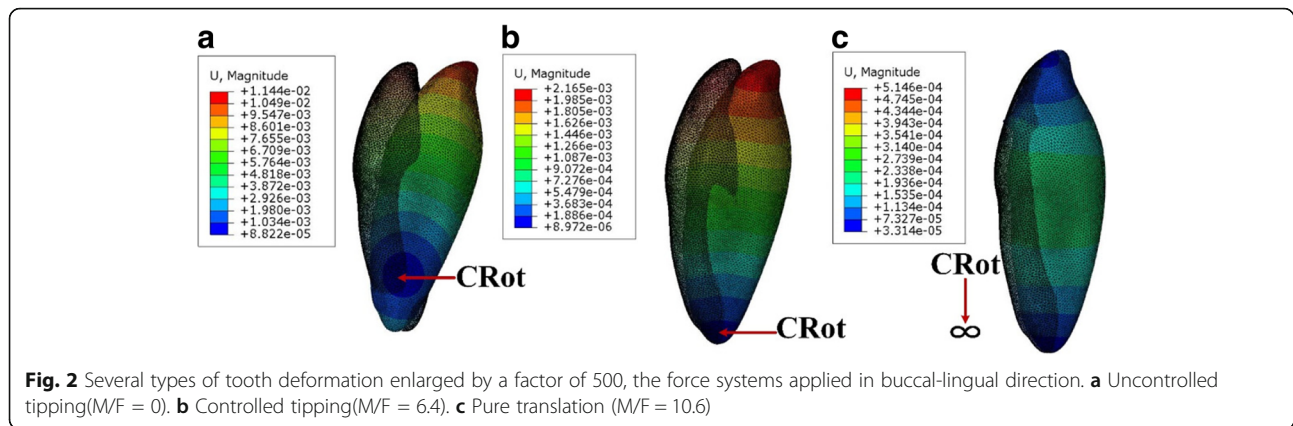 a
U, Magnitude
+1.144e-02
+1.049e-02
+9.547e-03
+8.601e-03
+7.655e-03
+6.709e-03
+5.764e-03
+4.818e-03
+3.872e-03
+2.926e-03
+1.980e-03
+1.034e-03
+8.822e-05
CRot
b
U, Magnitude
+2.165e-03
+1.985e-03
+1.805e-03
+1.626e-03
+1.446e-03
+1.266e-03
+1.087e-03
+9.072e-04
+7.276e-04
+5.479e-04
+3.683e-04
+1.886e-04
+8.972e-06
CRot
c
U, Magnitude
+5.146e-04
+4.745e-04
+4.344e-04
+3.943e-04
+3.541e-04
+3.140e-04
+2.739e-04
+2.338e-04
+1.936e-04
+1.535e-04
+1.134e-04
+7.327e-05
+3.314e-05
CRot
∞
Fig. 2 Several types of tooth deformation enlarged by a factor of 500, the force systems applied in buccal-lingual direction. a Uncontrolled
tipping(M/F = 0). b Controlled tipping(M/F = 6.4). c Pure translation (M/F = 10.6)